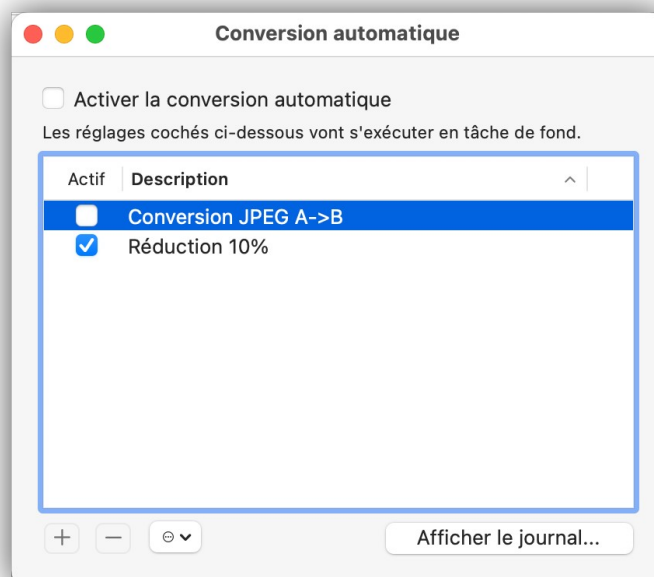 Conversion automatique
Activer la conversion automatique
Les réglages cochés ci-dessous vont s'exécuter en tâche de fond.
Actif Description
Conversion JPEG A->B
Réduction 10%
Afficher le journal...